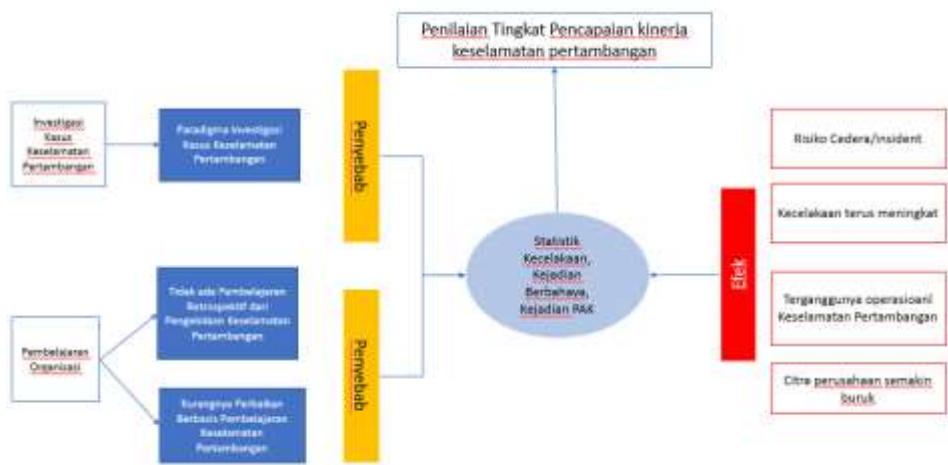 Penilaian Tingkat Pencapaian kinerja
keselamatan pertambangan
Investigasi
Kasus
Keselamatan
Pertambangan
Paradigma Investigasi
Kasus Keselamatan
Pertambangan
Penyebab
Risiko Cedera/insident
Kecelakaan terus meningkat
Statistik
Kecelakaan,
Kejadian
Berbahaya,
Kejadian PAK
Efek
Tidak ada Pembelajaran
Retrospektif dari
Pengelolaan Keselamatan
Pertambangan
Terganggunya operasioanl
Keselamatan Pertambangan
Pembelajaran
Organisasi
Penyebab
Kurangnya Perbaikan
Berbasis Pembelajaran
Keselamatan
Pertambangan
Citra perusahaan semakin
buruk